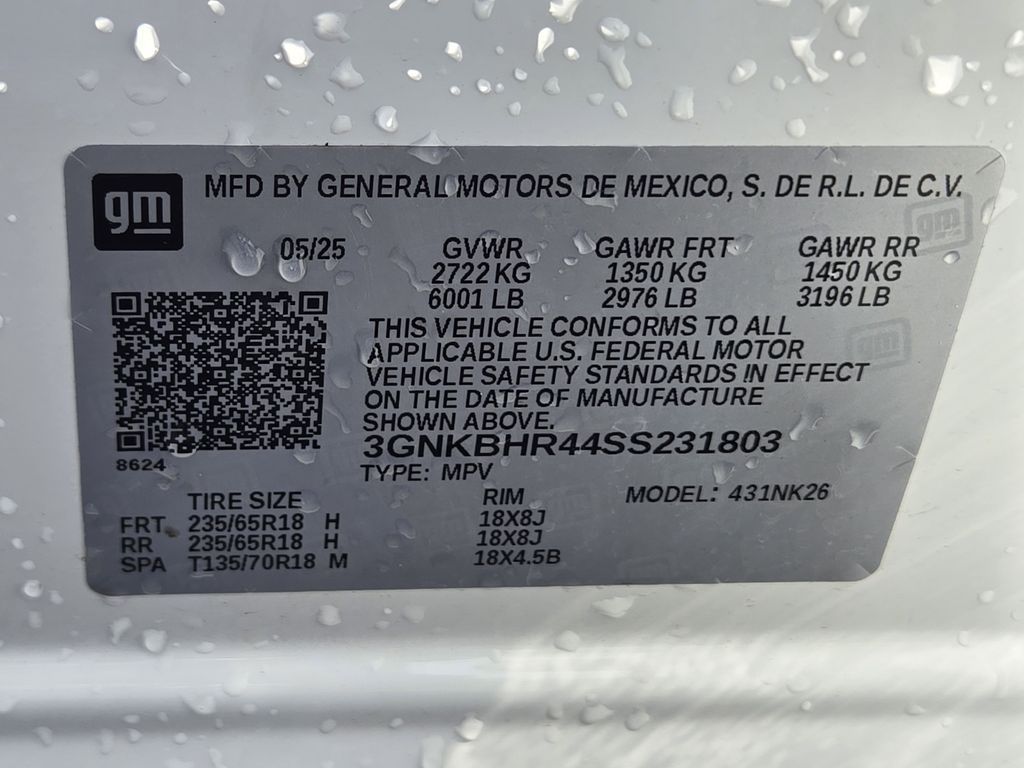 gm
MFD BY GENERAL MOTORS DE MEXICO, S. DE R.L. DE C.V.
05/25 GVWR GAWR FRT GAWR RR
2722 KG 1350 KG 1450 KG
6001 LB 2976 LB 3196 LB
THIS VEHICLE CONFORMS TO ALL
APPLICABLE U.S. FEDERAL MOTOR
VEHICLE SAFETY STANDARDS IN EFFECT
ON THE DATE OF MANUFACTURE
SHOWN ABOVE.
3GNKBHR44SS231803
8624
TYPE: MPV
TIRE SIZE RIM MODEL: 431NK26
FRT 235/65R18 H 18X8J
RR 235/65R18 H 18X8J
SPA T135/70R18 M 18X4.5B
gm
gm